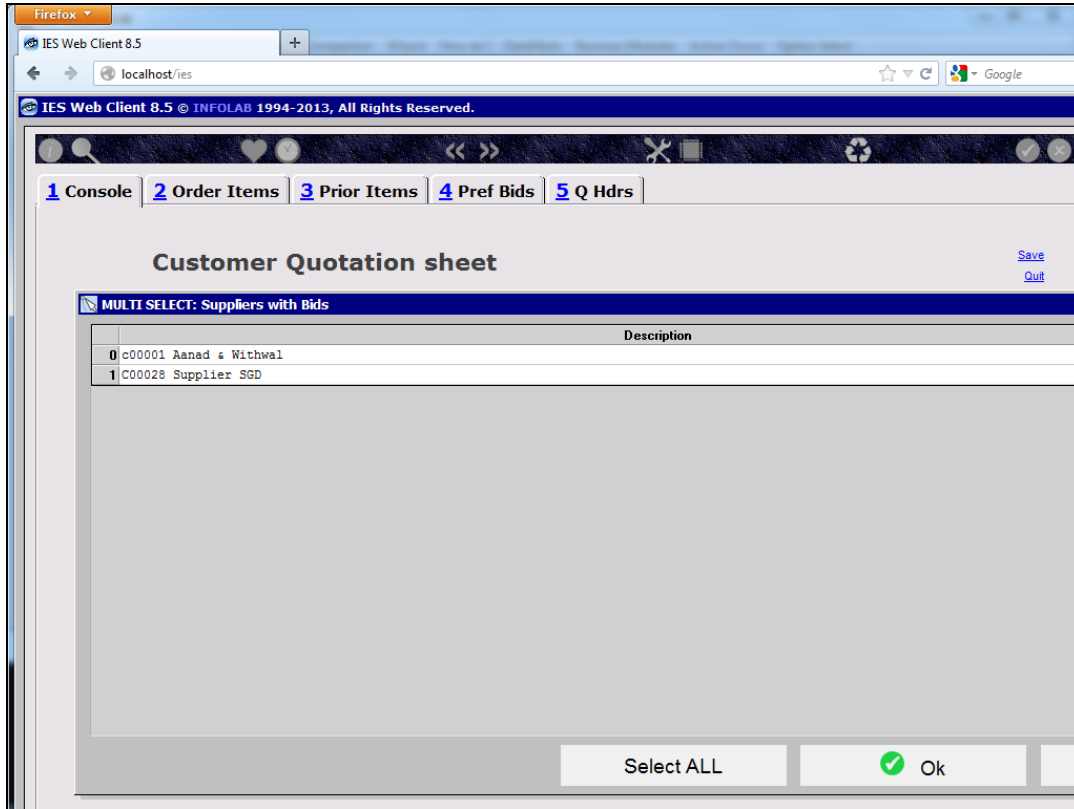 Firefox
IES Web Client 8.5
+
localhost/ies
Google
IES Web Client 8.5 © INFOLAB 1994-2013, All Rights Reserved.
1 Console 2 Order Items 3 Prior Items 4 Pref Bids 5 Q Hdrs
Customer Quotation sheet
Save
Quit
MULTI SELECT: Suppliers with Bids
Description
0 c00001 Aanad & Withwal
1 C00028 Supplier SGD
Select ALL
Ok